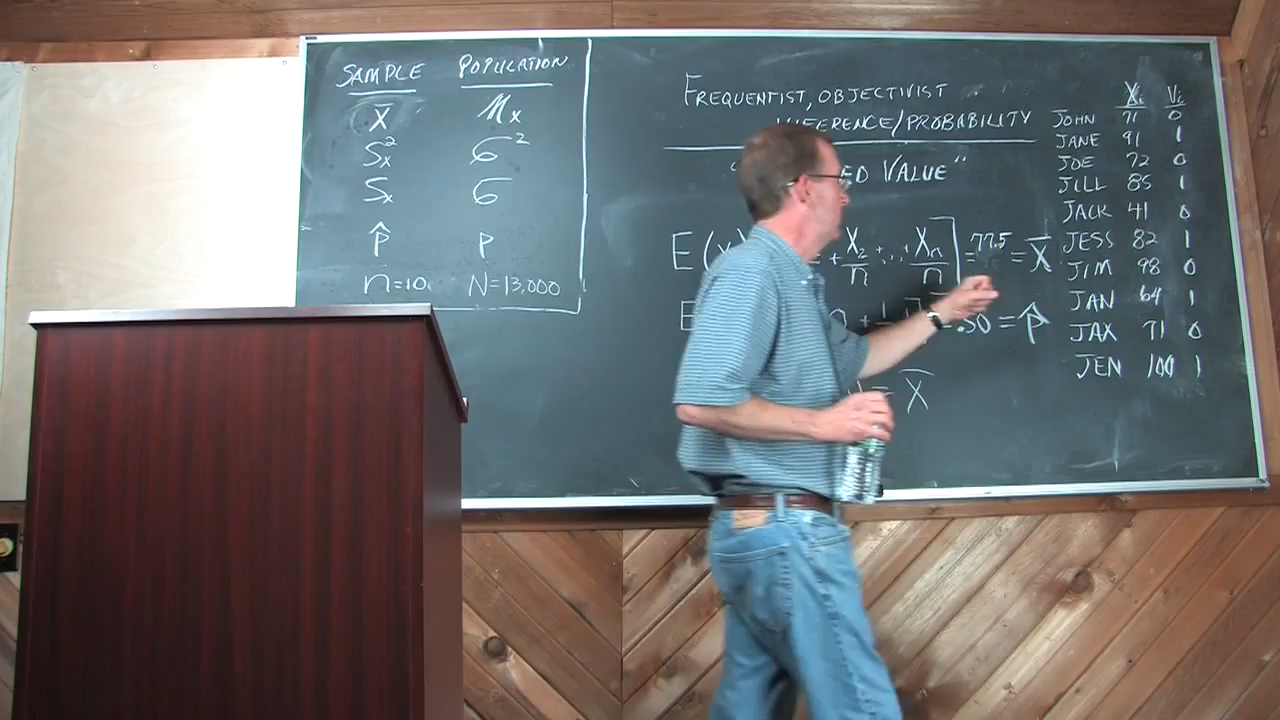 SAMPLE POPULATION
X̄ μx
Sx² σ²
Sx σ
p̂ p
n=10 N=13,000
FREQUENTIST, OBJECTIVIST
INFERENCE/PROBABILITY
VALUE"
E(X + X₂/n + ... + Xn/n] = 77.5 = X̄
E + 1 .50 = p̂
= X̄
Xi Vi
JOHN 71 0
JANE 91 1
JOE 72 0
JILL 85 1
JACK 41 0
JESS 82 1
JIM 98 0
JAN 64 1
JAX 71 0
JEN 100 1